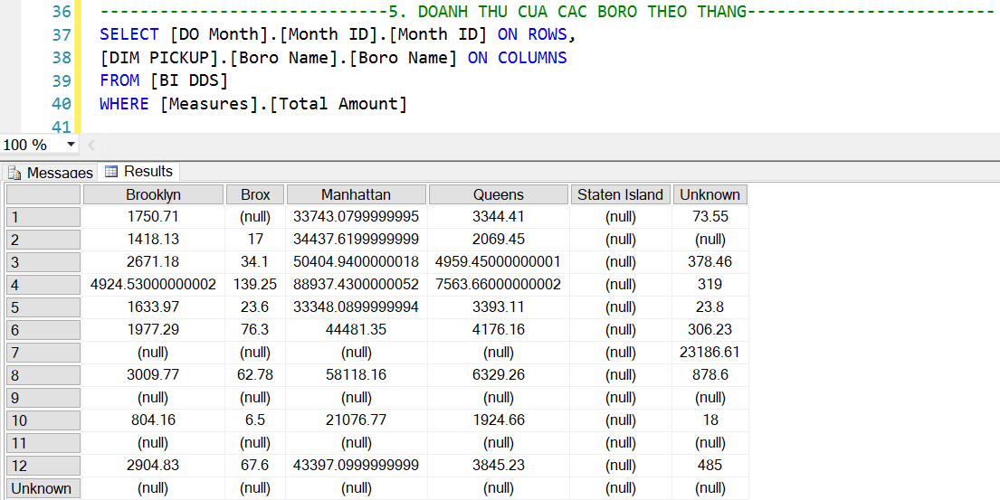 36 -----------------------------5. DOANH THU CUA CAC BORO THEO THANG-------------------------
37 SELECT [DO Month].[Month ID].[Month ID] ON ROWS,
38 [DIM PICKUP].[Boro Name].[Boro Name] ON COLUMNS
39 FROM [BI DDS]
40 WHERE [Measures].[Total Amount]
41
100 %
Messages Results
Brooklyn Brox Manhattan Queens Staten Island Unknown
1 1750.71 (null) 33743.0799999995 3344.41 (null) 73.55
2 1418.13 17 34437.6199999999 2069.45 (null) (null)
3 2671.18 34.1 50404.9400000018 4959.45000000001 (null) 378.46
4 4924.53000000002 139.25 88937.4300000052 7563.66000000002 (null) 319
5 1633.97 23.6 33348.0899999994 3393.11 (null) 23.8
6 1977.29 76.3 44481.35 4176.16 (null) 306.23
7 (null) (null) (null) (null) (null) 23186.61
8 3009.77 62.78 58118.16 6329.26 (null) 878.6
9 (null) (null) (null) (null) (null) (null)
10 804.16 6.5 21076.77 1924.66 (null) 18
11 (null) (null) (null) (null) (null) (null)
12 2904.83 67.6 43397.0999999999 3845.23 (null) 485
Unknown (null) (null) (null) (null) (null) (null)